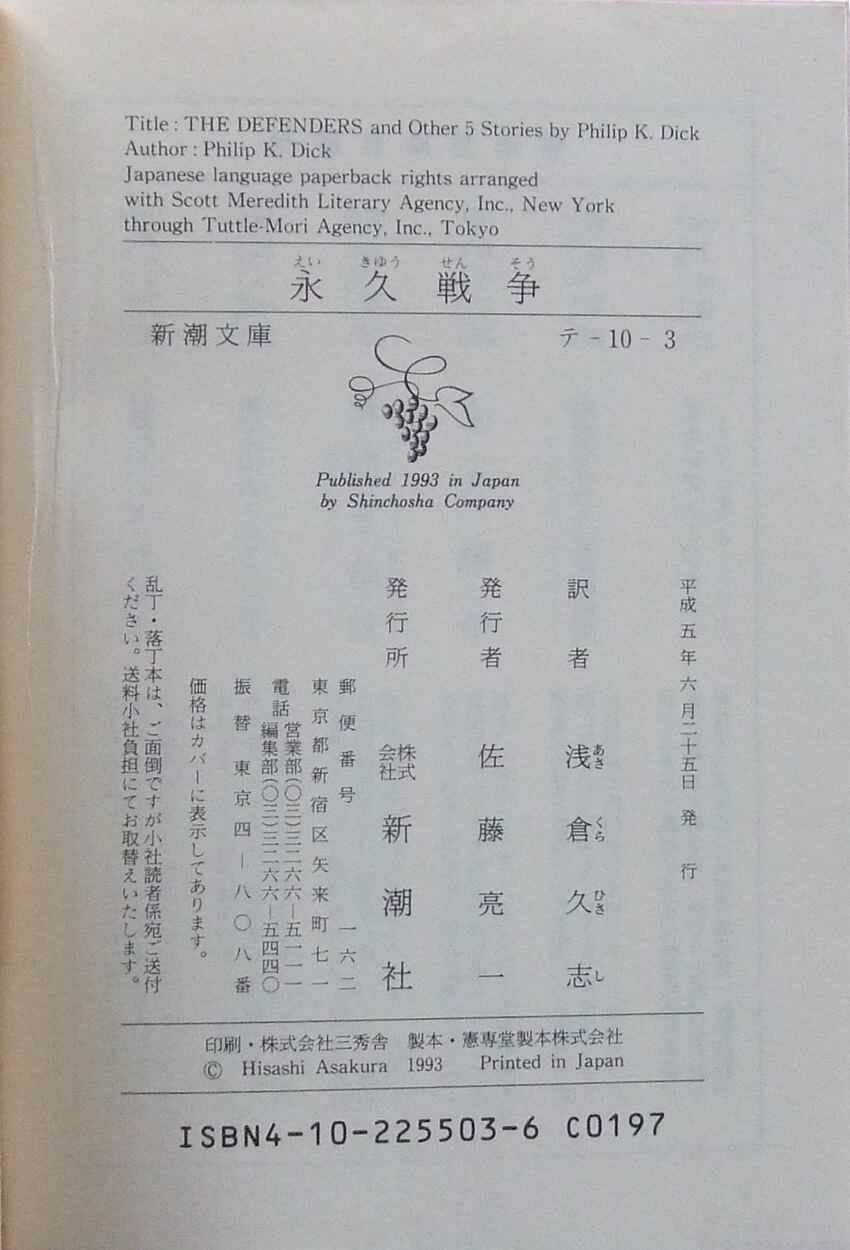 Title : THE DEFENDERS and Other 5 Stories by Philip K. Dick
Author : Philip K. Dick
Japanese language paperback rights arranged
with Scott Meredith Literary Agency, Inc., New York
through Tuttle-Mori Agency, Inc., Tokyo
えい きゆう せん そう
永久戦争
新潮文庫 テ - 10 - 3
Published 1993 in Japan
by Shinchosha Company
平成五年六月二十五日 発行
訳者 浅倉久志
あさ くら ひさ し
発行者 佐藤亮一
発行所 株式会社 新潮社
郵便番号 一六二
東京都新宿区矢来町七一
電話 営業部(〇三)三二六六―五一一一
編集部(〇三)三二六六―五四四〇
振替東京四―八〇八番
価格はカバーに表示してあります。
乱丁・落丁本は、ご面倒ですが小社読者係宛ご送付
ください。送料小社負担にてお取替えいたします。
印刷・株式会社三秀舎 製本・憲専堂製本株式会社
© Hisashi Asakura 1993 Printed in Japan
ISBN4-10-225503-6 C0197